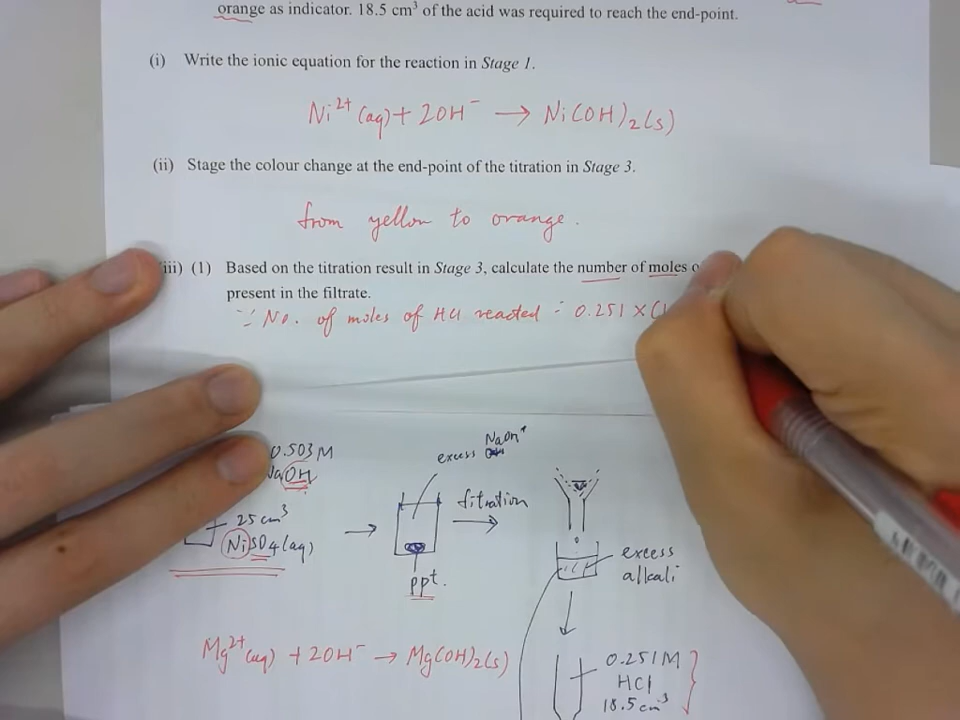 orange as indicator. 18.5 cm³ of the acid was required to reach the end-point.
(i) Write the ionic equation for the reaction in Stage 1.
Ni²⁺(aq) + 2OH⁻ → Ni(OH)₂(s)
(ii) Stage the colour change at the end-point of the titration in Stage 3.
from yellow to orange.
iii) (1) Based on the titration result in Stage 3, calculate the number of moles
present in the filtrate.
∵ No. of moles of HCl reacted = 0.251 × (
0.503 M
OH
25 cm³
NiSO₄(aq)
excess NaOH
ppt.
filtration
excess
alkali
Mg²⁺(aq) + 2OH⁻ → Mg(OH)₂(s)
0.251M
HCl
18.5 cm³